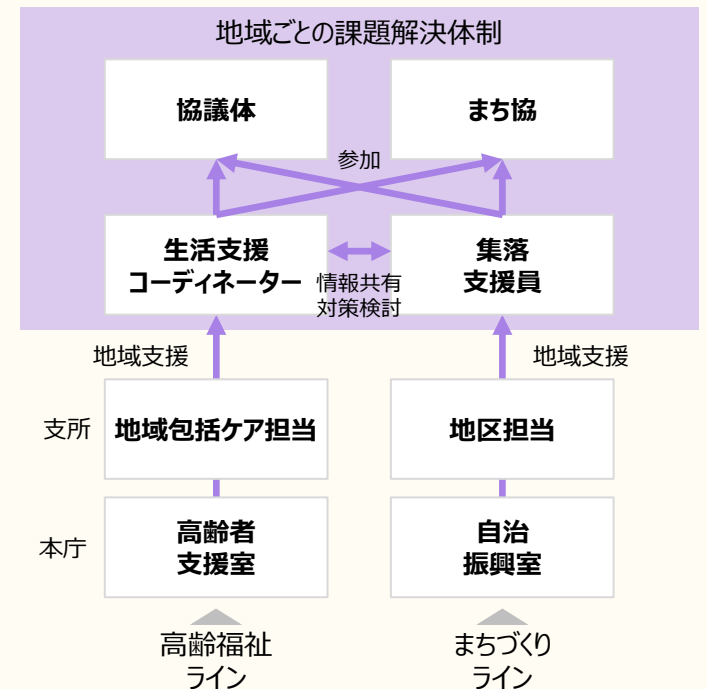 地域ごとの課題解決体制
協議体
まち協
参加
生活支援
コーディネーター
情報共有
対策検討
集落
支援員
地域支援
地域支援
支所
地域包括ケア担当
地区担当
本庁
高齢者
支援室
自治
振興室
高齢福祉
ライン
まちづくり
ライン